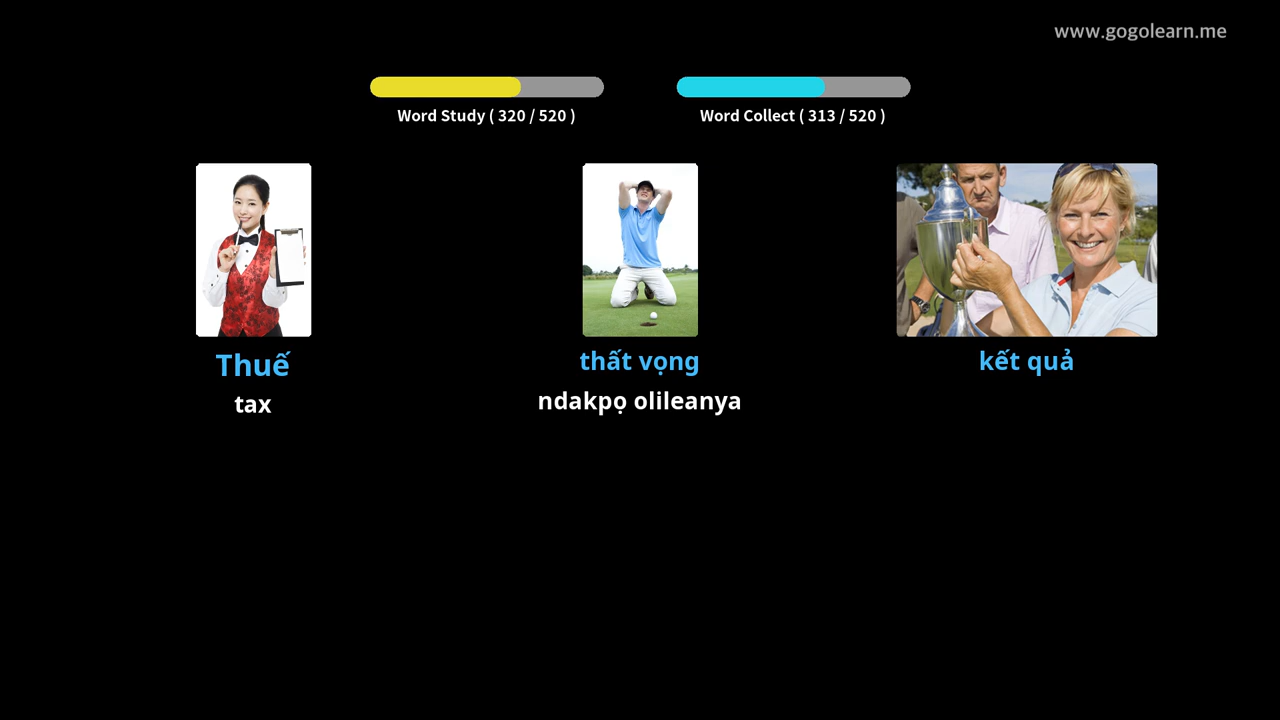 www.gogolearn.me
Word Study ( 320 / 520 )
Word Collect ( 313 / 520 )
Thuế
tax
thất vọng
ndakpọ olileanya
kết quả